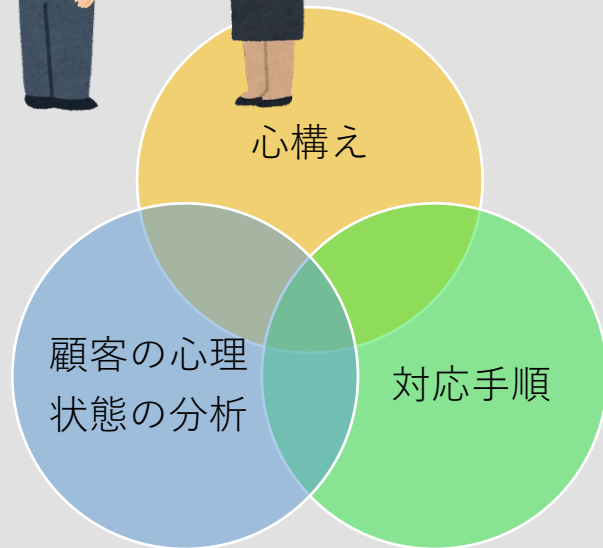 心構え
顧客の心理
状態の分析
対応手順